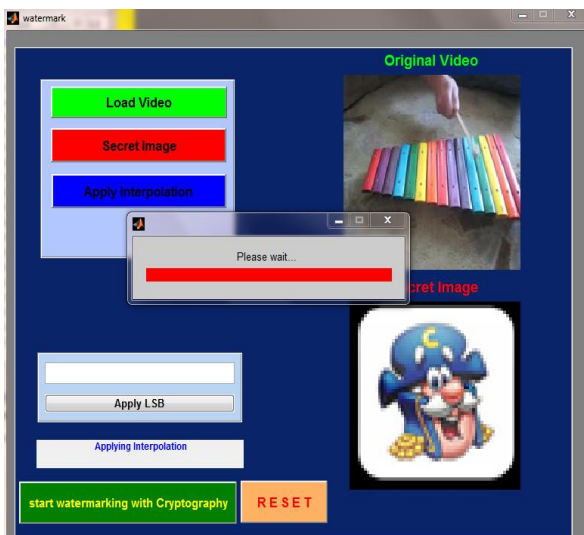 watermark
Original Video
Load Video
Secret Image
Apply Interpolation
Please wait...
cret Image
Apply LSB
Applying Interpolation
start watermarking with Cryptography
R E S E T
C